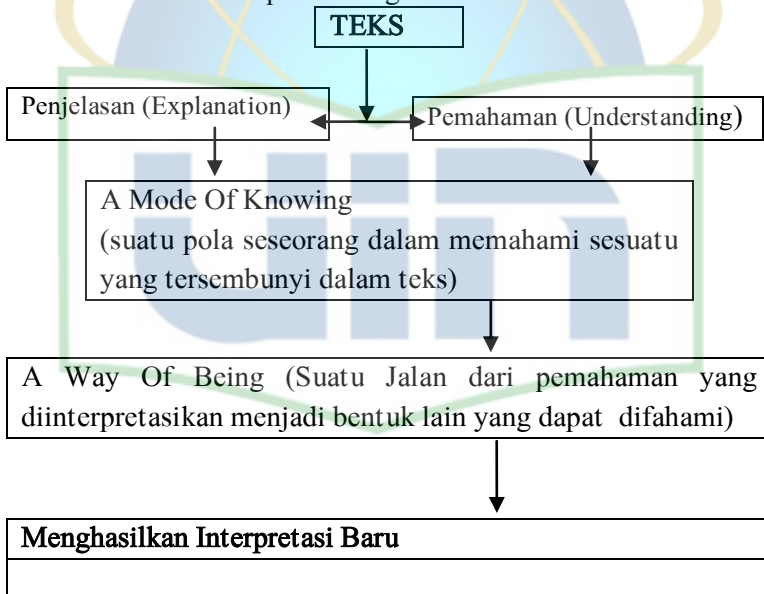 TEKS
Penjelasan (Explanation)
Pemahaman (Understanding)
A Mode Of Knowing
(suatu pola seseorang dalam memahami sesuatu
yang tersembunyi dalam teks)
A Way Of Being (Suatu Jalan dari pemahaman yang
diinterpretasikan menjadi bentuk lain yang dapat difahami)
Menghasilkan Interpretasi Baru
uin